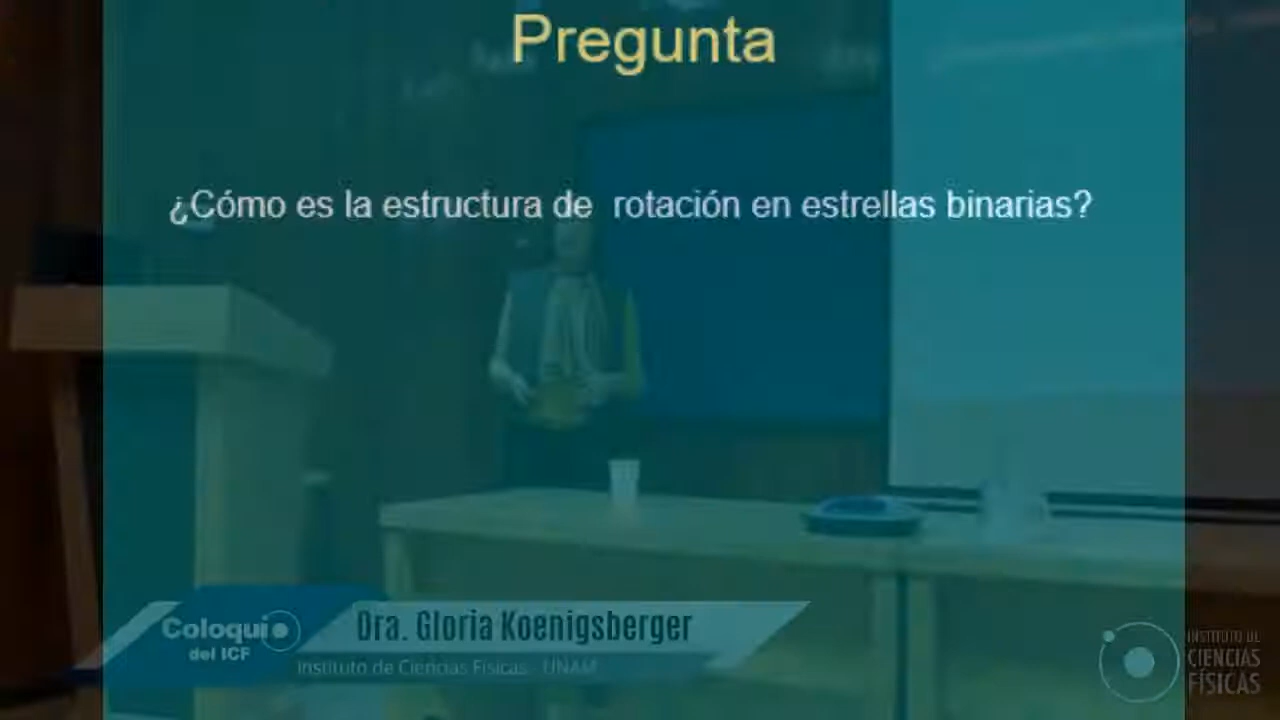 Pregunta
¿Cómo es la estructura de rotación en estrellas binarias?
Coloquio
del ICF
Dra. Gloria Koenigsberger
Instituto de Ciencias Físicas - UNAM
INSTITUTO DE
CIENCIAS
FÍSICAS